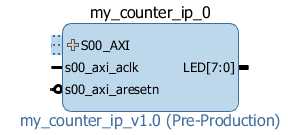 my_counter_ip_0
S00_AXI
s00_axi_aclk LED[7:0]
s00_axi_aresetn
my_counter_ip_v1.0 (Pre-Production)